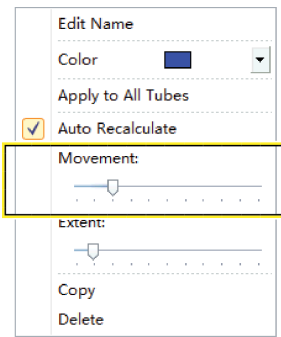 Edit Name
Color
Apply to All Tubes
Auto Recalculate
Movement:
Extent:
Copy
Delete